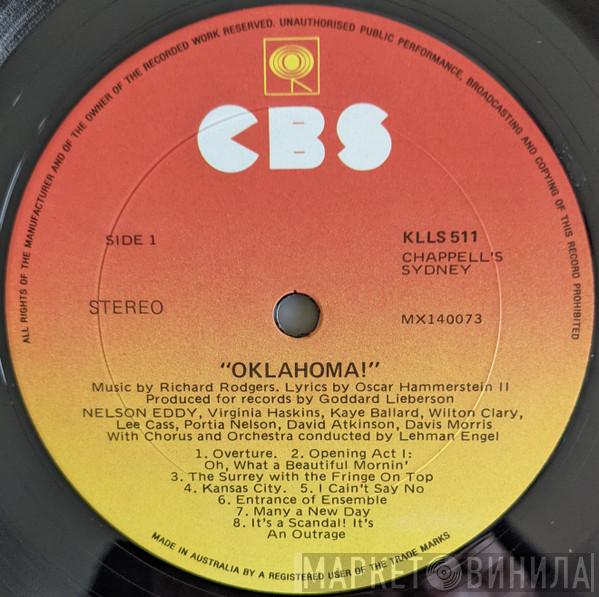 ALL RIGHTS OF THE MANUFACTURER AND OF THE OWNER OF THE RECORDED WORK RESERVED. UNAUTHORISED PUBLIC PERFORMANCE, BROADCASTING AND COPYING OF THIS RECORD PROHIBITED
CBS
SIDE 1
KLLS 511
CHAPPELL'S
SYDNEY
STEREO
MX140073
"OKLAHOMA!"
Music by Richard Rodgers. Lyrics by Oscar Hammerstein II
Produced for records by Goddard Lieberson
NELSON EDDY, Virginia Haskins, Kaye Ballard, Wilton Clary,
Lee Cass, Portia Nelson, David Atkinson, Davis Morris
With Chorus and Orchestra conducted by Lehman Engel
1. Overture. 2. Opening Act I:
Oh, What a Beautiful Mornin'
3. The Surrey with the Fringe On Top
4. Kansas City. 5. I Cain't Say No
6. Entrance of Ensemble
7. Many a New Day
8. It's a Scandal! It's
An Outrage
MADE IN AUSTRALIA BY A REGISTERED USER OF THE TRADE MARKS
МАРКЕТ ВИНИЛА